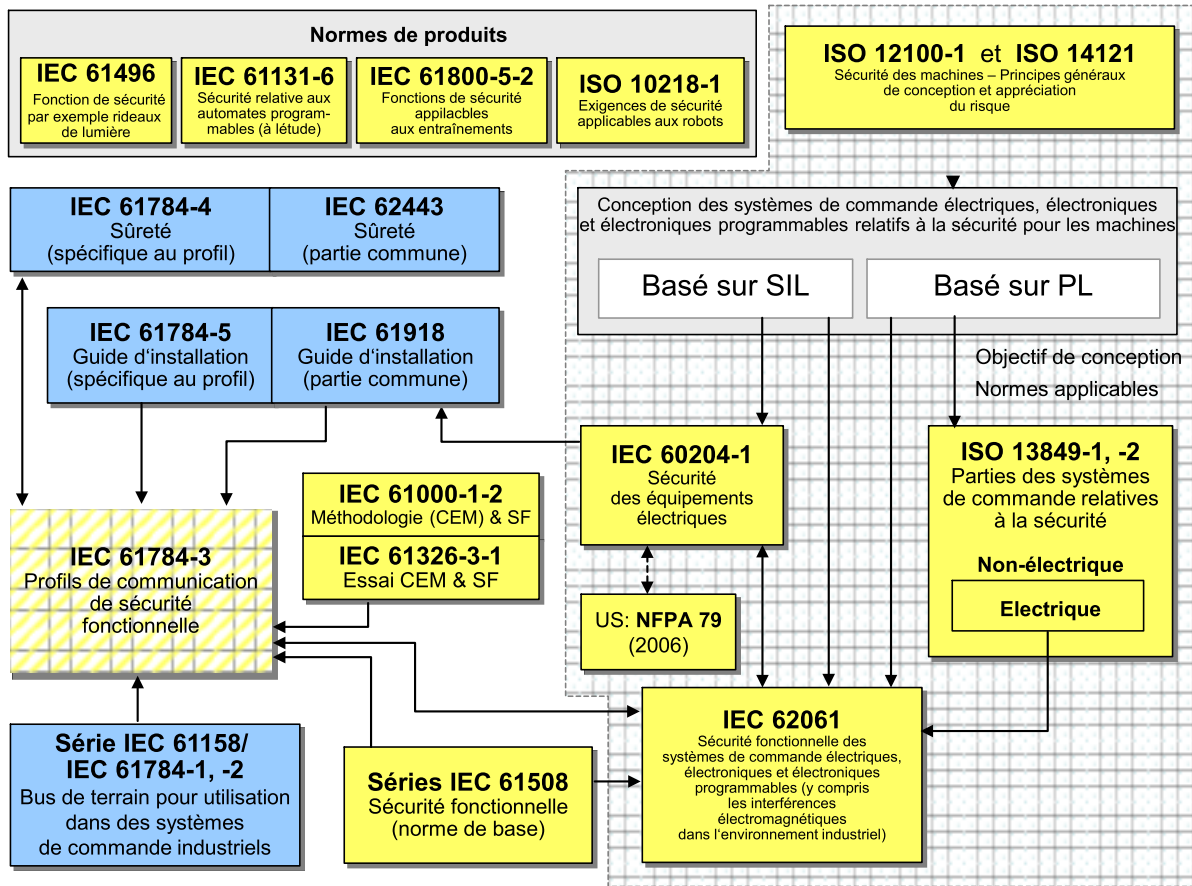 Normes de produits
IEC 61496
Fonction de sécurité
par exemple rideaux
de lumière
IEC 61131-6
Sécurité relative aux
automates program-
mables (à létude)
IEC 61800-5-2
Fonctions de sécurité
appilacbles
aux entraînements
ISO 10218-1
Exigences de sécurité
applicables aux robots
ISO 12100-1 et ISO 14121
Sécurité des machines – Principes généraux
de conception et appréciation
du risque
IEC 61784-4
Sûreté
(spécifique au profil)
IEC 62443
Sûreté
(partie commune)
Conception des systèmes de commande électriques, électroniques
et électroniques programmables relatifs à la sécurité pour les machines
Basé sur SIL
Basé sur PL
IEC 61784-5
Guide d‘installation
(spécifique au profil)
IEC 61918
Guide d‘installation
(partie commune)
Objectif de conception
Normes applicables
IEC 60204-1
Sécurité
des équipements
électriques
ISO 13849-1, -2
Parties des systèmes
de commande relatives
à la sécurité
Non-électrique
Electrique
IEC 61000-1-2
Méthodologie (CEM) & SF
IEC 61326-3-1
Essai CEM & SF
IEC 61784-3
Profils de communication
de sécurité
fonctionnelle
US: NFPA 79
(2006)
IEC 62061
Sécurité fonctionnelle des
systèmes de commande électriques,
électroniques et électroniques
programmables (y compris
les interférences
électromagnétiques
dans l‘environement industriel)
Série IEC 61158/
IEC 61784-1, -2
Bus de terrain pour utilisation
dans des systèmes
de commande industriels
Séries IEC 61508
Sécurité fonctionnelle
(norme de base)